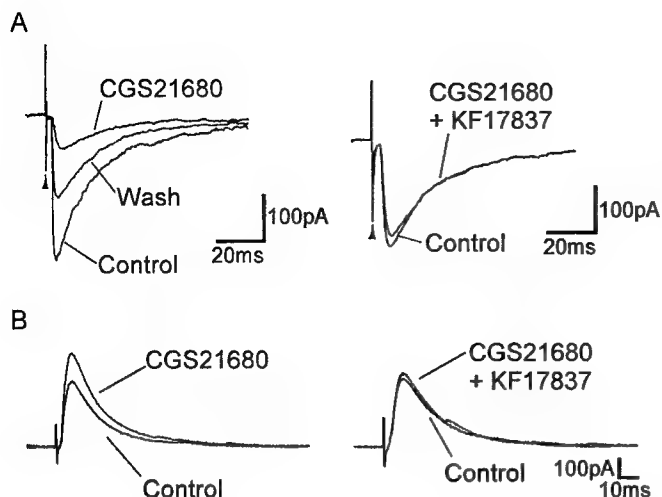 A
CGS21680
Wash
Control
100pA
20ms
CGS21680
+ KF17837
Control
100pA
20ms
B
CGS21680
Control
CGS21680
+ KF17837
Control
100pA
10ms